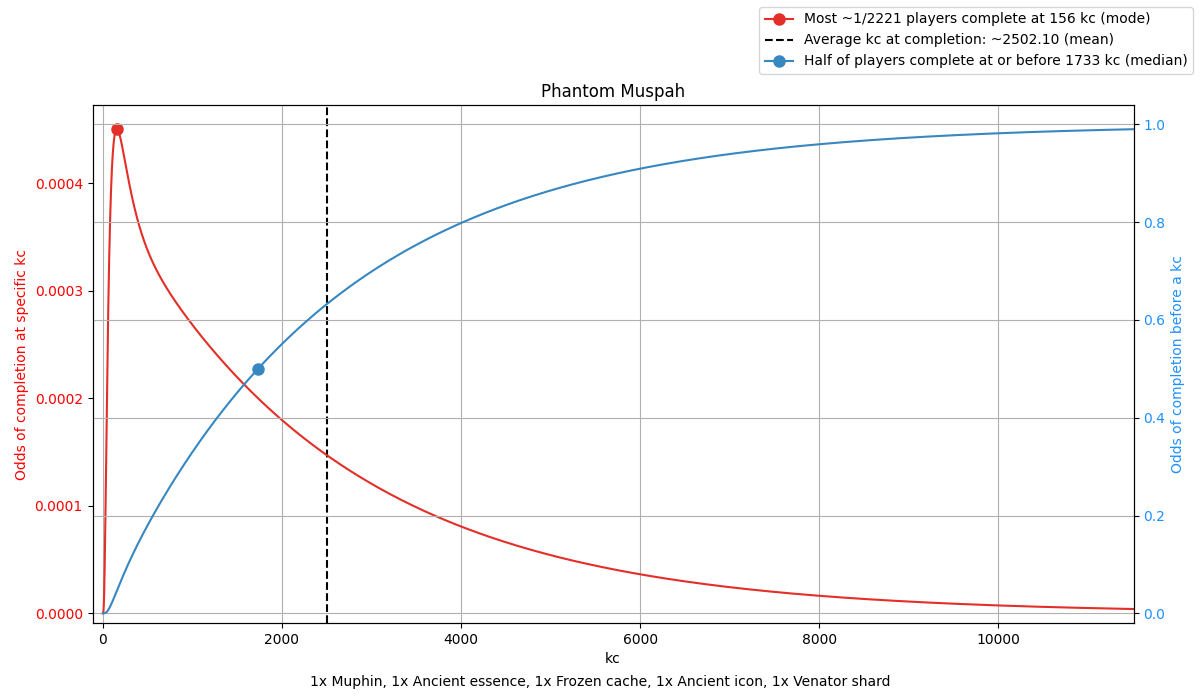 Most ~1/2221 players complete at 156 kc (mode)
Average kc at completion: ~2502.10 (mean)
Half of players complete at or before 1733 kc (median)
Phantom Muspah
Odds of completion at specific kc
0.0004
0.0003
0.0002
0.0001
0.0000
1.0
0.8
0.6
0.4
0.2
0.0
Odds of completion before a kc
0 2000 4000 6000 8000 10000
kc
1x Muphin, 1x Ancient essence, 1x Frozen cache, 1x Ancient icon, 1x Venator shard